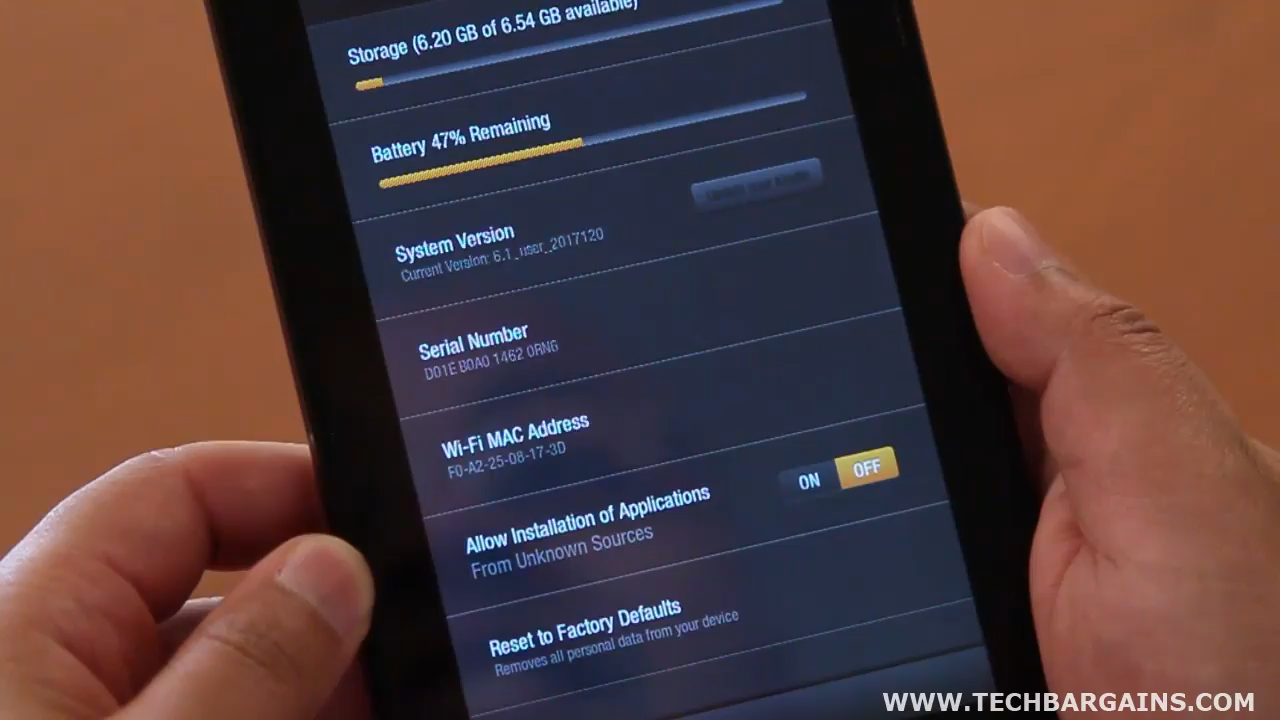 Storage (6.20 GB of 6.54 GB available)
Battery 47% Remaining
System Version
Current Version: 6.1_user_2017120
Serial Number
D01E B0A0 1462 0RNG
Wi-Fi MAC Address
F0-A2-25-08-17-3D
Allow Installation of Applications
From Unknown Sources
ON OFF
Reset to Factory Defaults
Removes all personal data from your device
WWW.TECHBARGAINS.COM